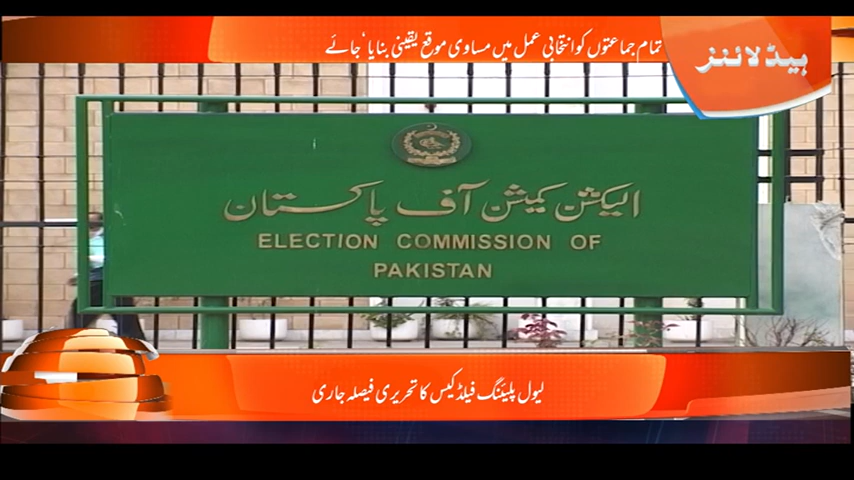 ہیڈلائنز
تمام جماعتوں کو انتخابی عمل میں مساوی موقع یقینی بنایا جائے
الیکشن کمیشن آف پاکستان
ELECTION COMMISSION OF
PAKISTAN
لیول پلیئنگ فیلڈ کیس کا تحریری فیصلہ جاری